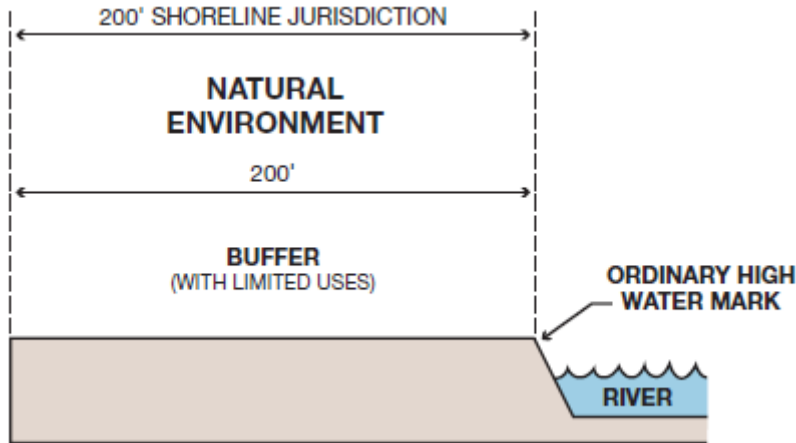 200' SHORELINE JURISDICTION
NATURAL
ENVIRONMENT
200'
BUFFER
(WITH LIMITED USES)
ORDINARY HIGH
WATER MARK
RIVER